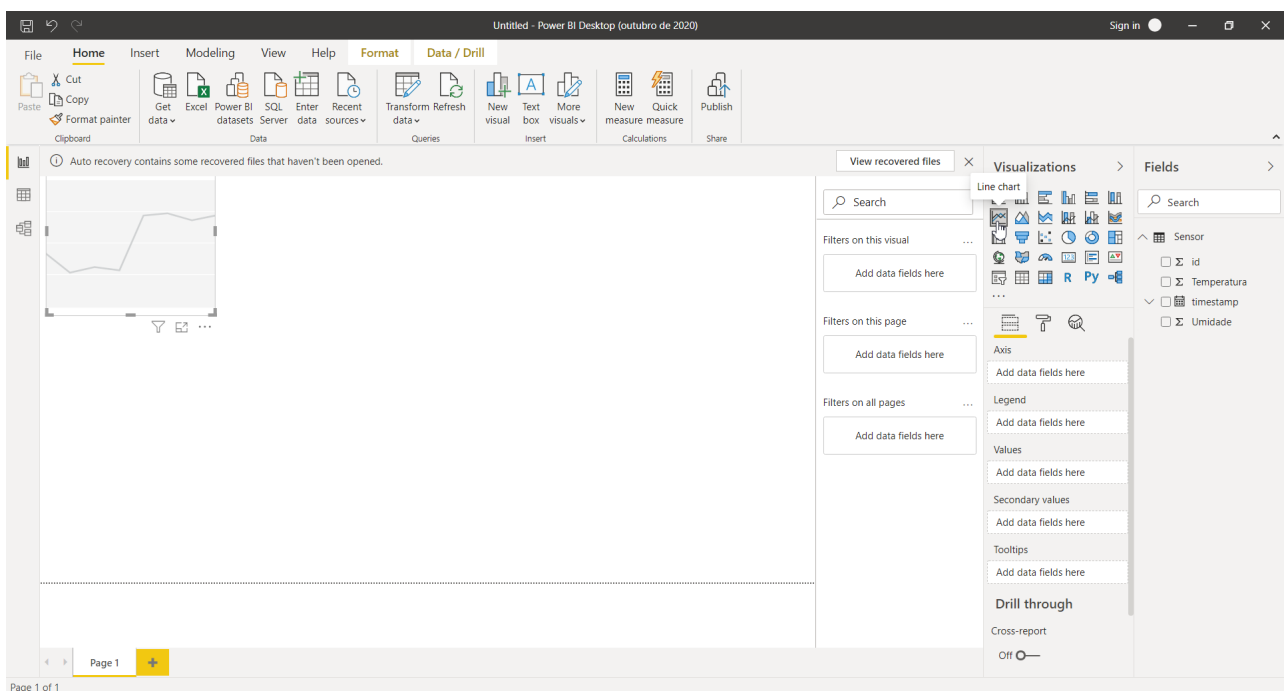 Untitled - Power BI Desktop (outubro de 2020)
Sign in
File Home Insert Modeling View Help Format Data / Drill
Paste
Cut
Copy
Format painter
Clipboard
Get data
Excel
Power BI datasets
SQL Server
Enter data
Recent sources
Data
Transform data
Refresh
Queries
New visual
Text box
More visuals
Insert
New measure
Quick measure
Calculations
Publish
Share
Auto recovery contains some recovered files that haven't been opened.
View recovered files
Search
Filters on this visual ...
Add data fields here
Filters on this page ...
Add data fields here
Filters on all pages ...
Add data fields here
Visualizations
Line chart
123
R Py
...
Axis
Add data fields here
Legend
Add data fields here
Values
Add data fields here
Secondary values
Add data fields here
Tooltips
Add data fields here
Drill through
Cross-report
Off
Fields
Search
Sensor
Σ id
Σ Temperatura
timestamp
Σ Umidade
Page 1
Page 1 of 1